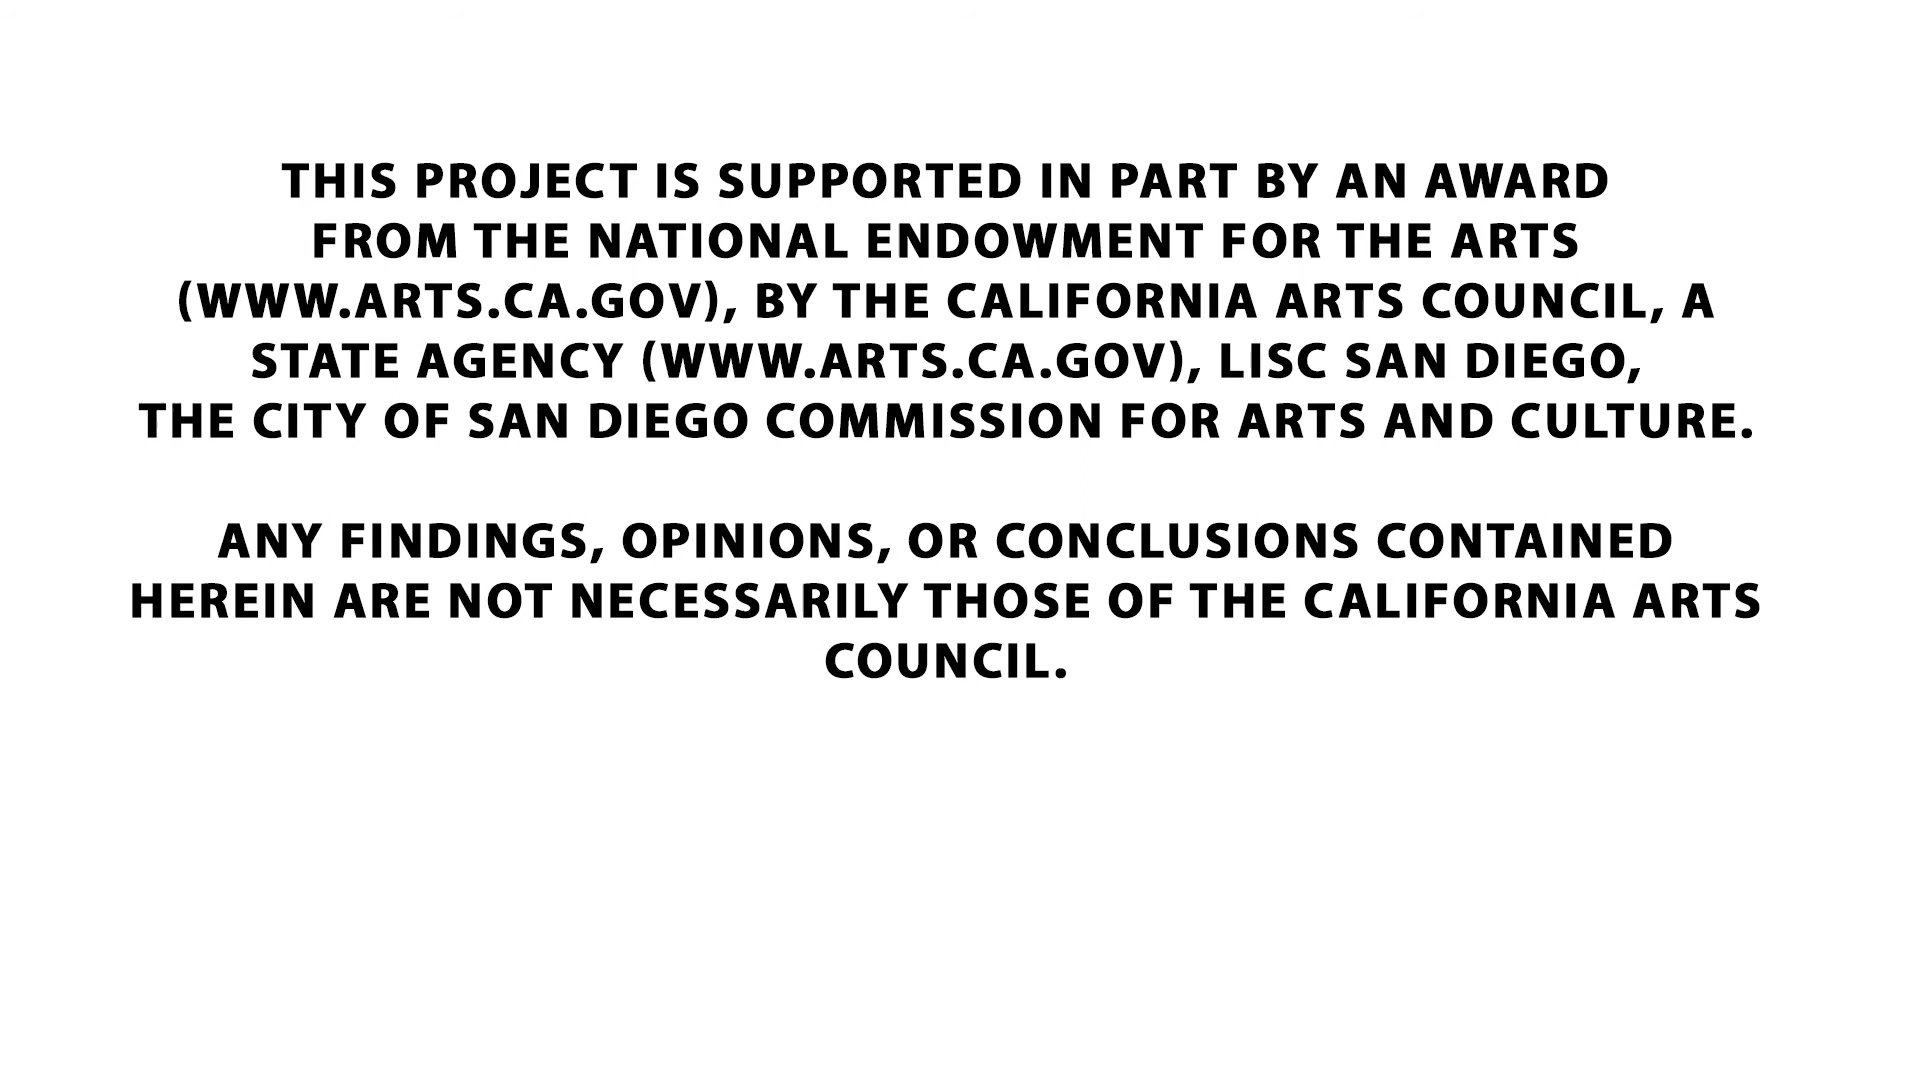 THIS PROJECT IS SUPPORTED IN PART BY AN AWARD
FROM THE NATIONAL ENDOWMENT FOR THE ARTS
(WWW.ARTS.CA.GOV), BY THE CALIFORNIA ARTS COUNCIL, A
STATE AGENCY (WWW.ARTS.CA.GOV), LISC SAN DIEGO,
THE CITY OF SAN DIEGO COMMISSION FOR ARTS AND CULTURE.
ANY FINDINGS, OPINIONS, OR CONCLUSIONS CONTAINED
HEREIN ARE NOT NECESSARILY THOSE OF THE CALIFORNIA ARTS
COUNCIL.